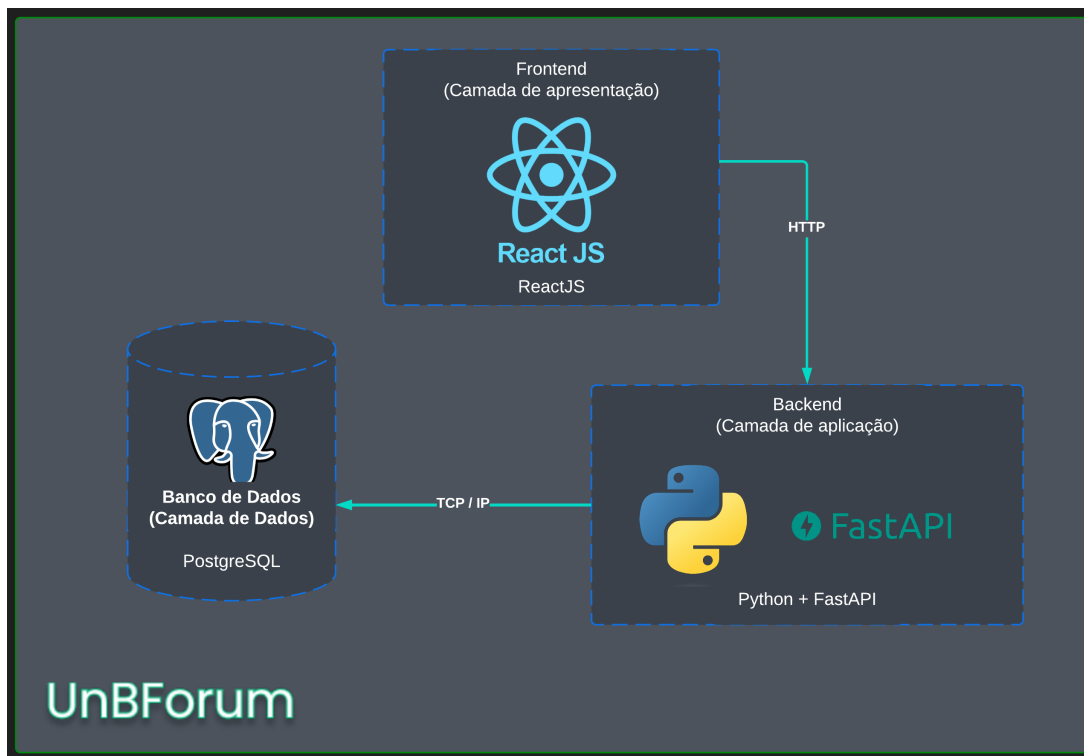 Frontend
(Camada de apresentação)
React JS
ReactJS
HTTP
Backend
(Camada de aplicação)
FastAPI
Python + FastAPI
TCP / IP
Banco de Dados
(Camada de Dados)
PostgreSQL
UnBForum